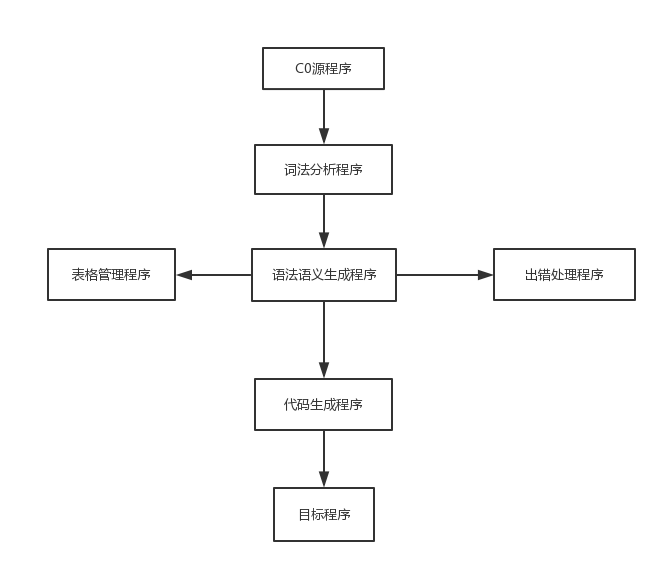 C0源程序
词法分析程序
表格管理程序
语法语义生成程序
出错处理程序
代码生成程序
目标程序